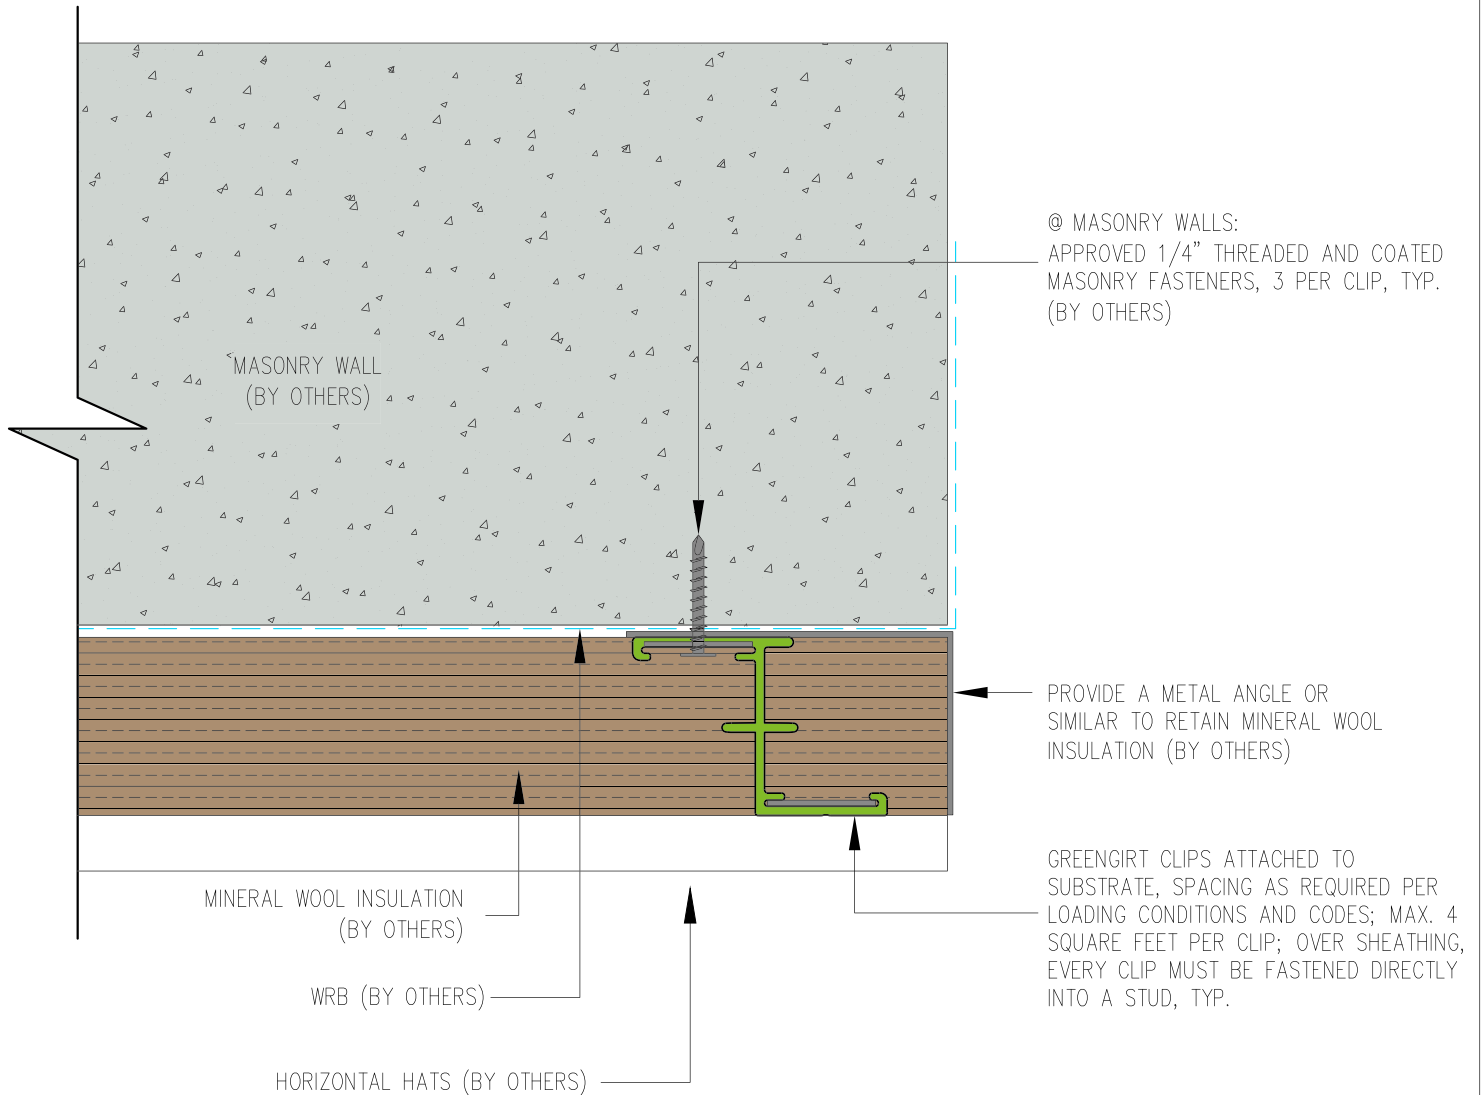 @ MASONRY WALLS:
APPROVED 1/4" THREADED AND COATED
MASONRY FASTENERS, 3 PER CLIP, TYP.
(BY OTHERS)
MASONRY WALL
(BY OTHERS)
PROVIDE A METAL ANGLE OR
SIMILAR TO RETAIN MINERAL WOOL
INSULATION (BY OTHERS)
GREENGIRT CLIPS ATTACHED TO
SUBSTRATE, SPACING AS REQUIRED PER
LOADING CONDITIONS AND CODES; MAX. 4
SQUARE FEET PER CLIP; OVER SHEATHING,
EVERY CLIP MUST BE FASTENED DIRECTLY
INTO A STUD, TYP.
MINERAL WOOL INSULATION
(BY OTHERS)
WRB (BY OTHERS)
HORIZONTAL HATS (BY OTHERS)